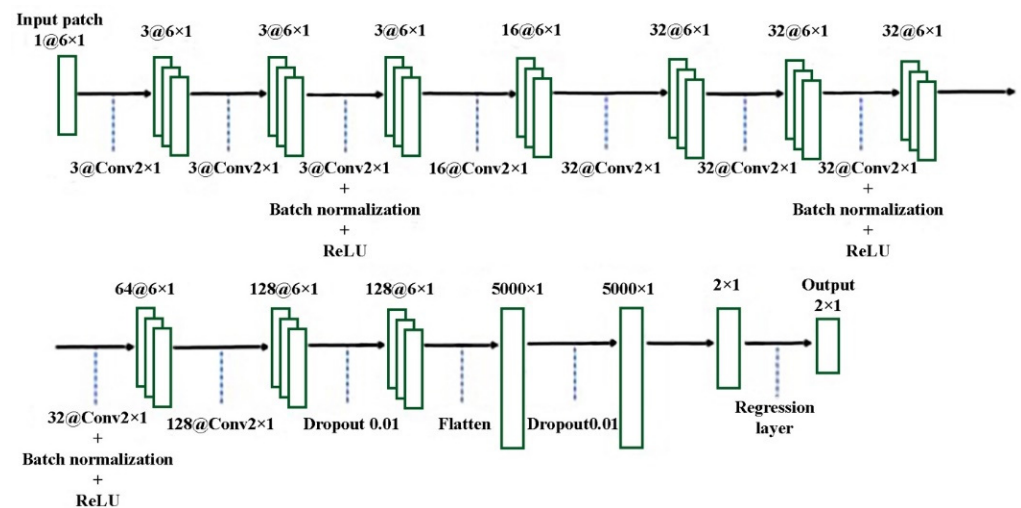 Input patch
1@6×1
3@6×1
3@6×1
3@6×1
16@6×1
32@6×1
32@6×1
32@6×1
3@Conv2×1
3@Conv2×1
3@Conv2×1
+
Batch normalization
+
ReLU
16@Conv2×1
32@Conv2×1
32@Conv2×1
32@Conv2×1
+
Batch normalization
+
ReLU
64@6×1
128@6×1
128@6×1
5000×1
5000×1
2×1
Output
2×1
32@Conv2×1
+
Batch normalization
+
ReLU
128@Conv2×1
Dropout 0.01
Flatten
Dropout0.01
Regression
layer